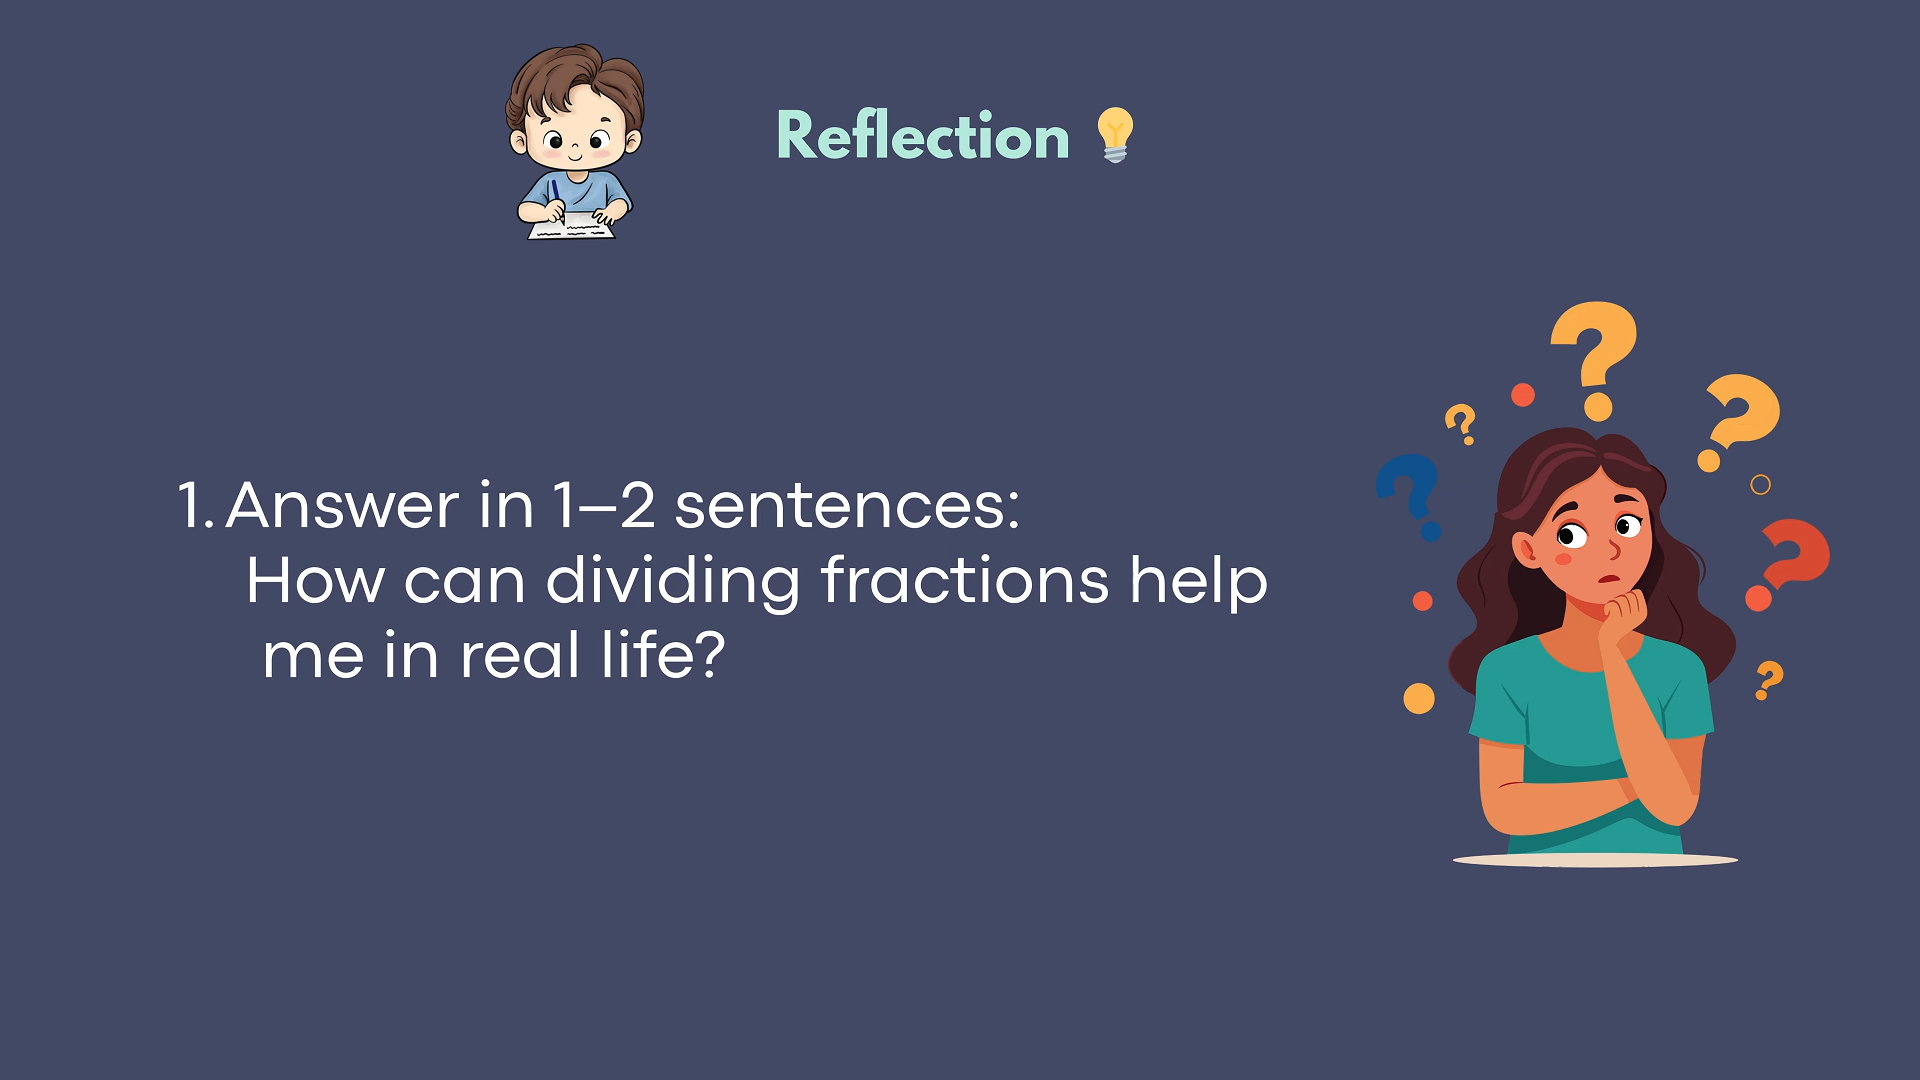 Reflection
1. Answer in 1–2 sentences:
How can dividing fractions help
me in real life?